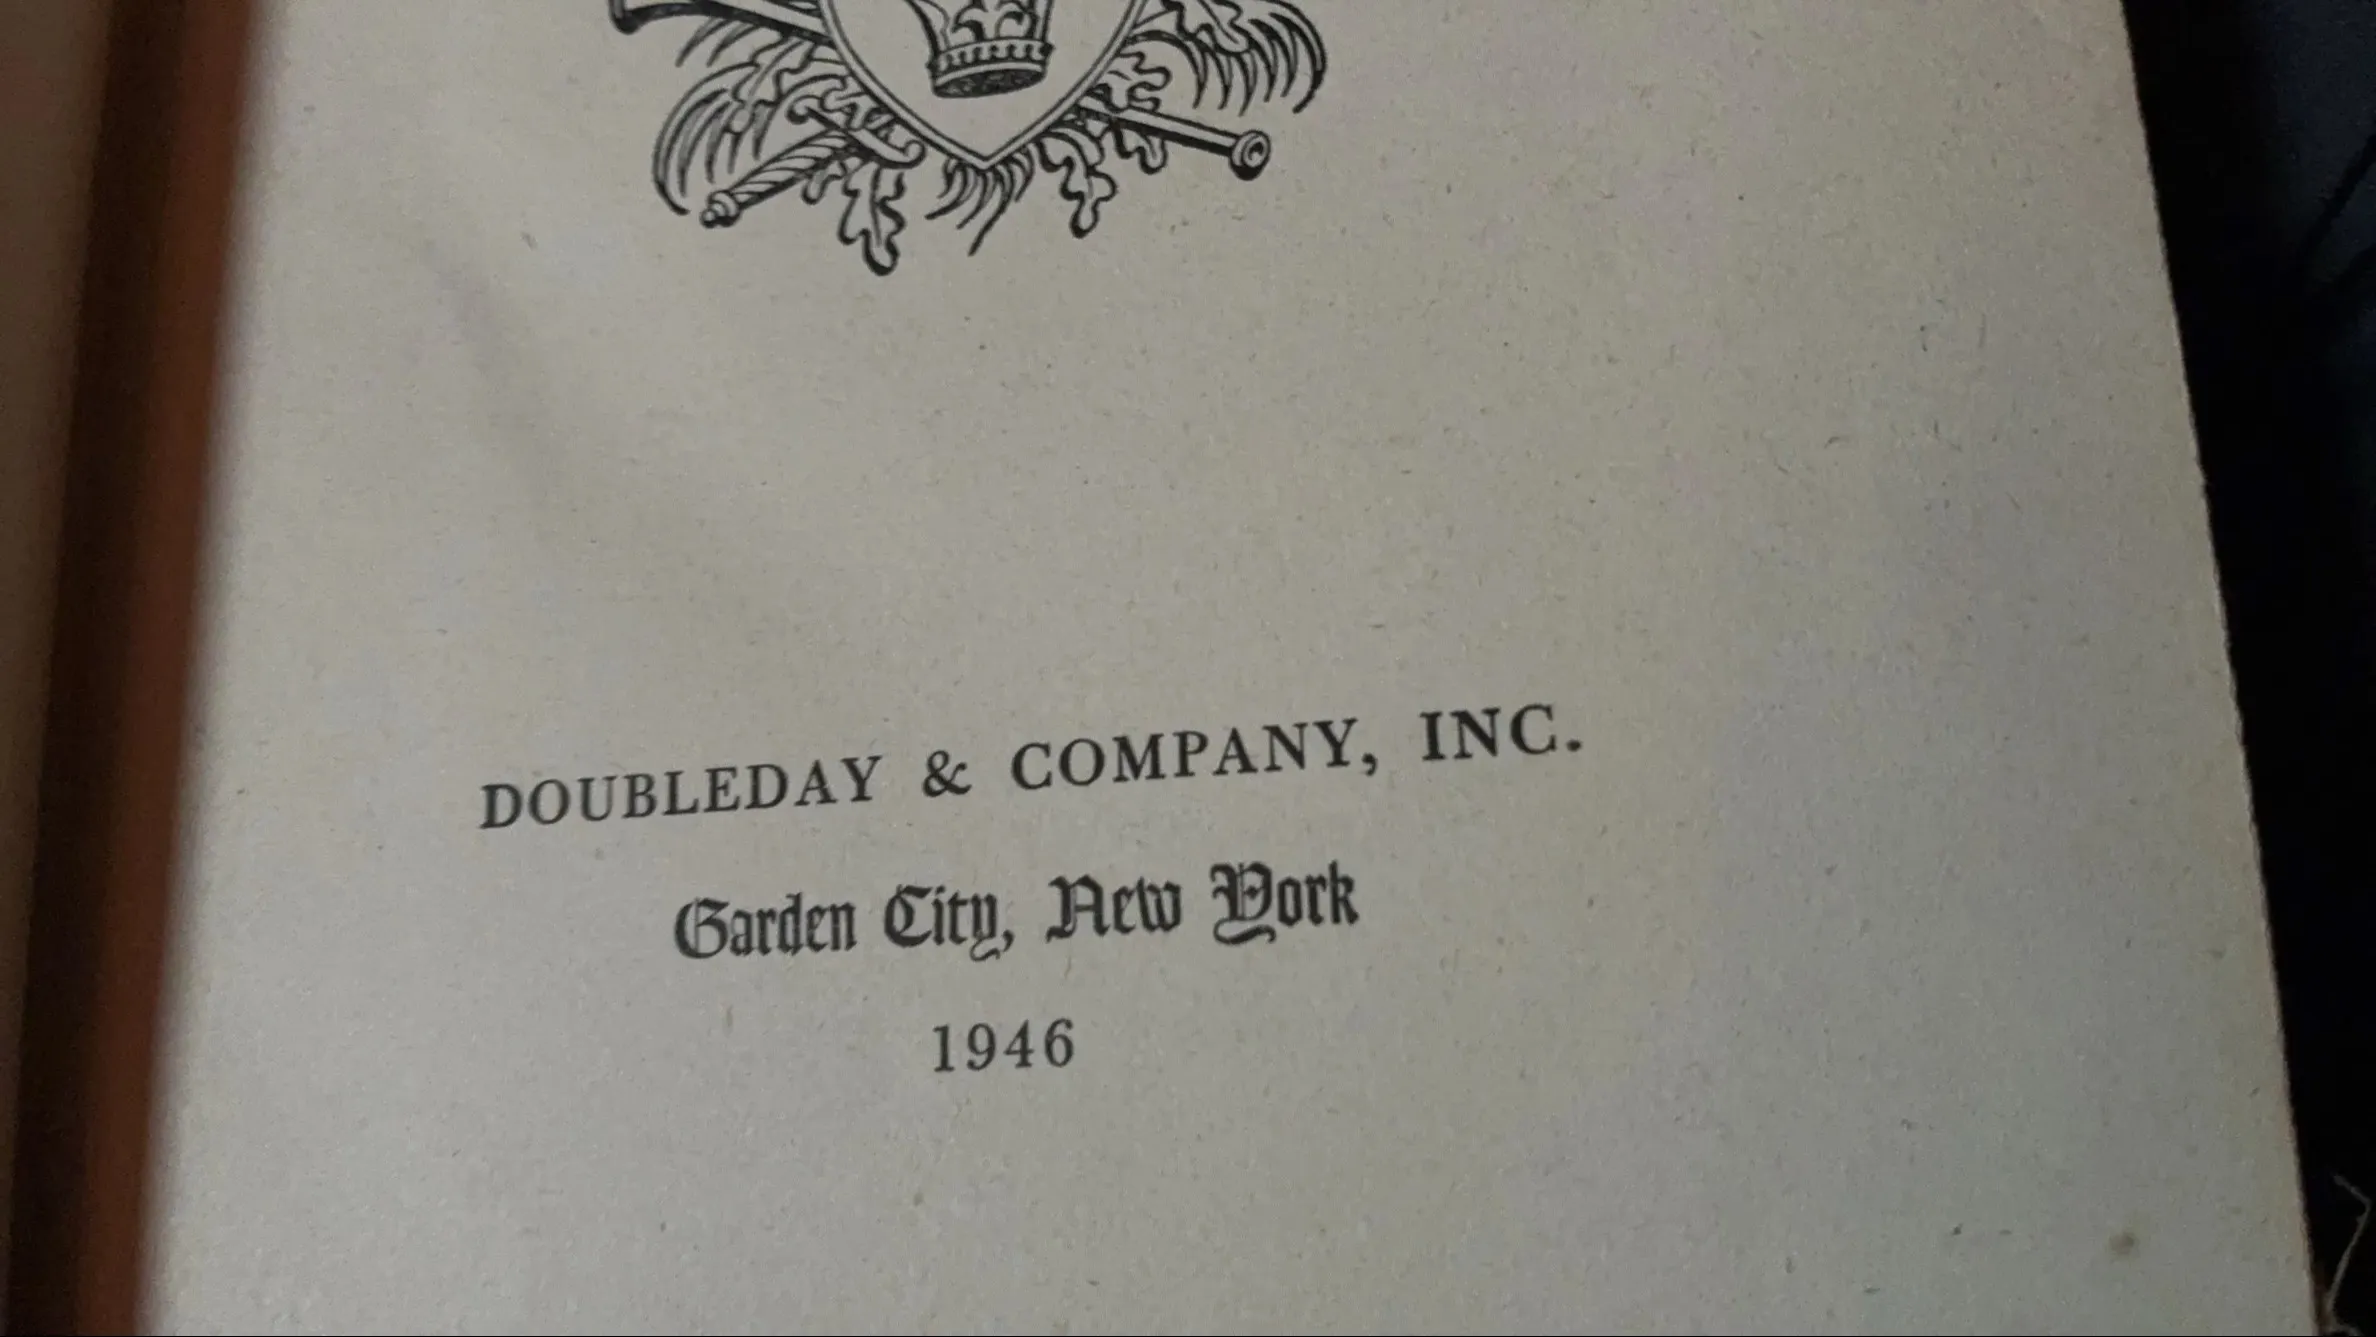 DOUBLEDAY & COMPANY, INC.
Garden City, New York
1946